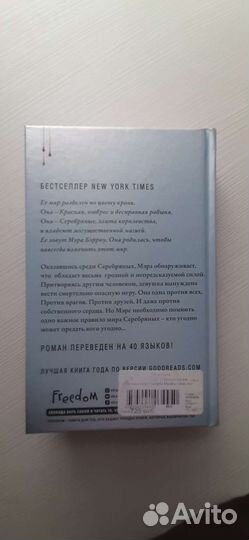 БЕСТСЕЛЛЕР NEW YORK TIMES
Ее мир разделен по цвету крови.
Она – Красная, отброс и бесправная рабыня.
Они – Серебряные, элита королевства,
и владеют могущественной магией.
Ее зовут Мэра Бэрроу. Она родилась, чтобы
навсегда изменить этот мир.
Оказавшись среди Серебряных, Мэра обнаруживает,
что обладает весьма грозной и непредсказуемой силой.
Притворяясь другим человеком, девушка вынуждена
вести смертельно опасную игру. Она одна против всех.
Против врагов. Против друзей. И даже против
собственного сердца. Но Мэре необходимо помнить
одно важное правило мира Серебряных – кто угодно
может предать кого угодно...
РОМАН ПЕРЕВЕДЕН НА 40 ЯЗЫКОВ!
ЛУЧШАЯ КНИГА ГОДА ПО ВЕРСИИ GOODREADS.COM
Freedom
Avito